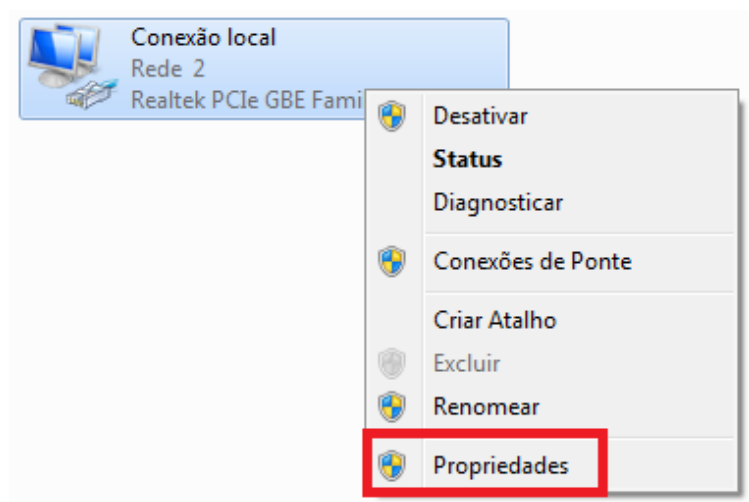 Conexão local
Rede 2
Realtek PCIe GBE Fami
Desativar
Status
Diagnosticar
Conexões de Ponte
Criar Atalho
Excluir
Renomear
Propriedades